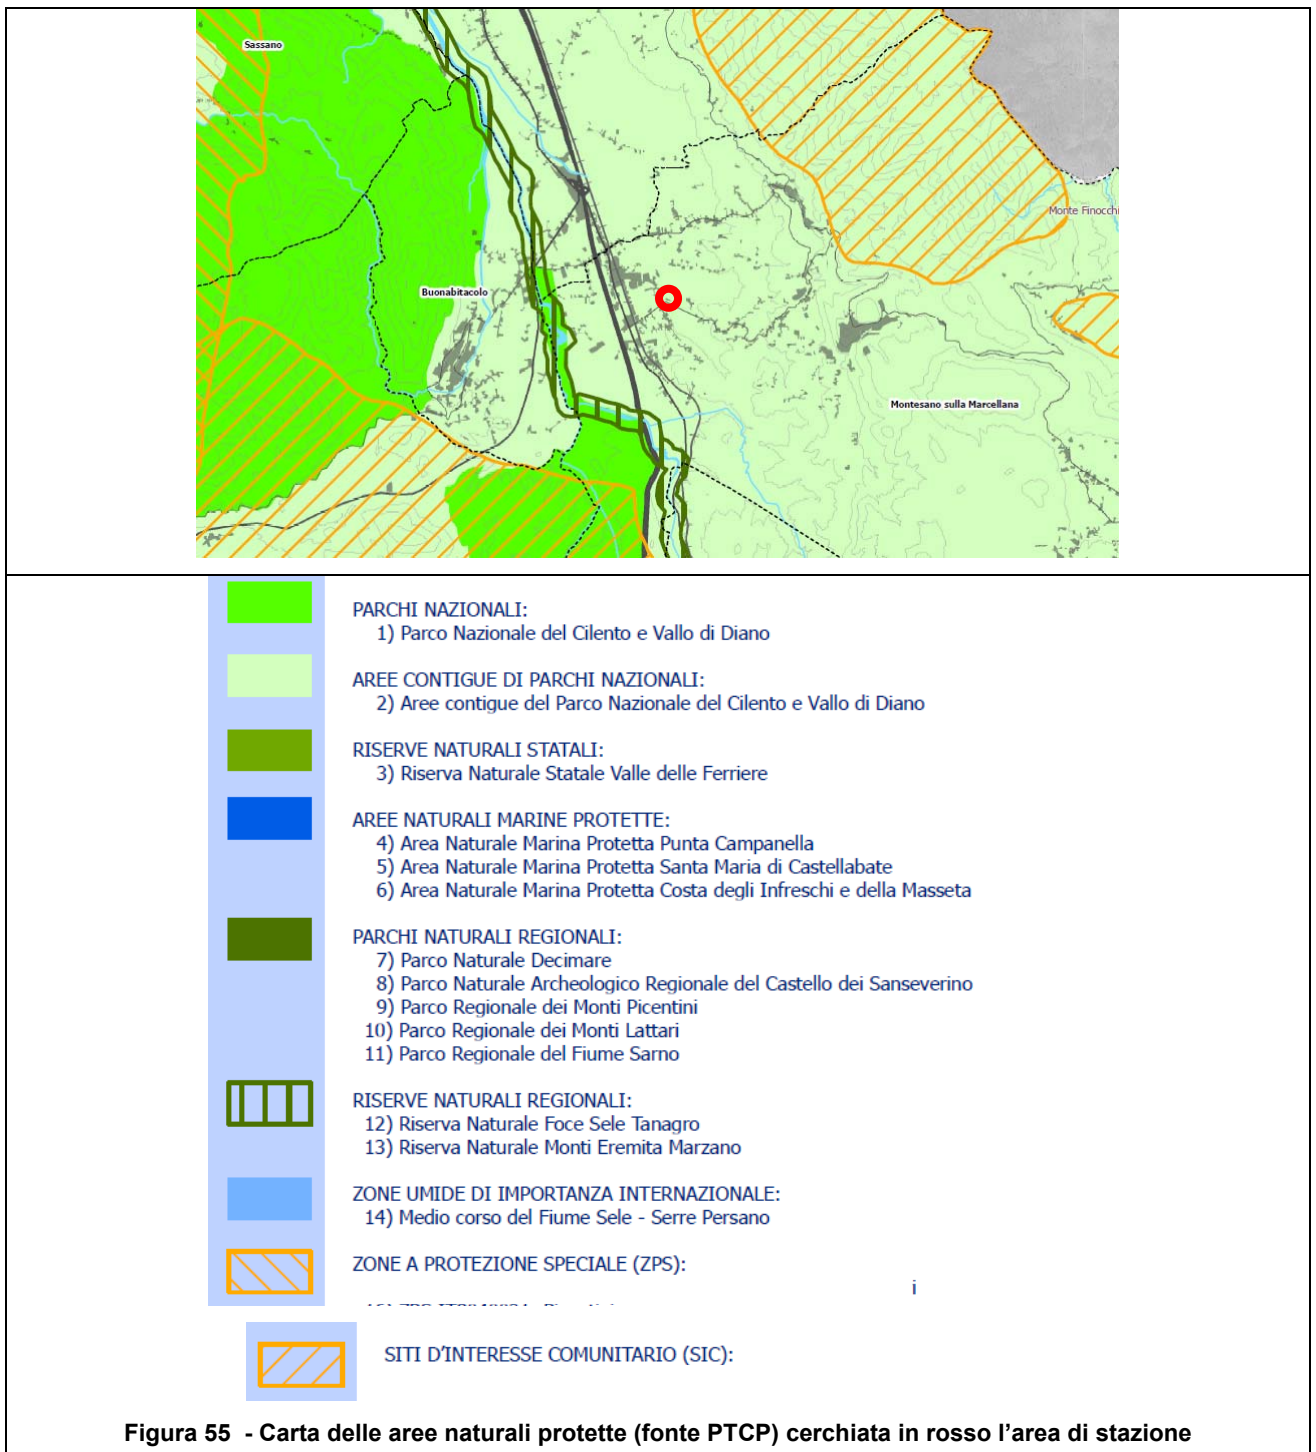 Sassano
Monte Finocchi
Buonabitacolo
Montesano sulla Marcellana
PARCHI NAZIONALI:
1) Parco Nazionale del Cilento e Vallo di Diano
AREE CONTIGUE DI PARCHI NAZIONALI:
2) Aree contigue del Parco Nazionale del Cilento e Vallo di Diano
RISERVE NATURALI STATALI:
3) Riserva Naturale Statale Valle delle Ferriere
AREE NATURALI MARINE PROTETTE:
4) Area Naturale Marina Protetta Punta Campanella
5) Area Naturale Marina Protetta Santa Maria di Castellabate
6) Area Naturale Marina Protetta Costa degli Infreschi e della Masseta
PARCHI NATURALI REGIONALI:
7) Parco Naturale Decimare
8) Parco Naturale Archeologico Regionale del Castello dei Sanseverino
9) Parco Regionale dei Monti Picentini
10) Parco Regionale dei Monti Lattari
11) Parco Regionale del Fiume Sarno
RISERVE NATURALI REGIONALI:
12) Riserva Naturale Foce Sele Tanagro
13) Riserva Naturale Monti Eremita Marzano
ZONE UMIDE DI IMPORTANZA INTERNAZIONALE:
14) Medio corso del Fiume Sele - Serre Persano
ZONE A PROTEZIONE SPECIALE (ZPS):
i
SITI D'INTERESSE COMUNITARIO (SIC):
Figura 55 - Carta delle aree naturali protette (fonte PTCP) cerchiata in rosso l'area di stazione